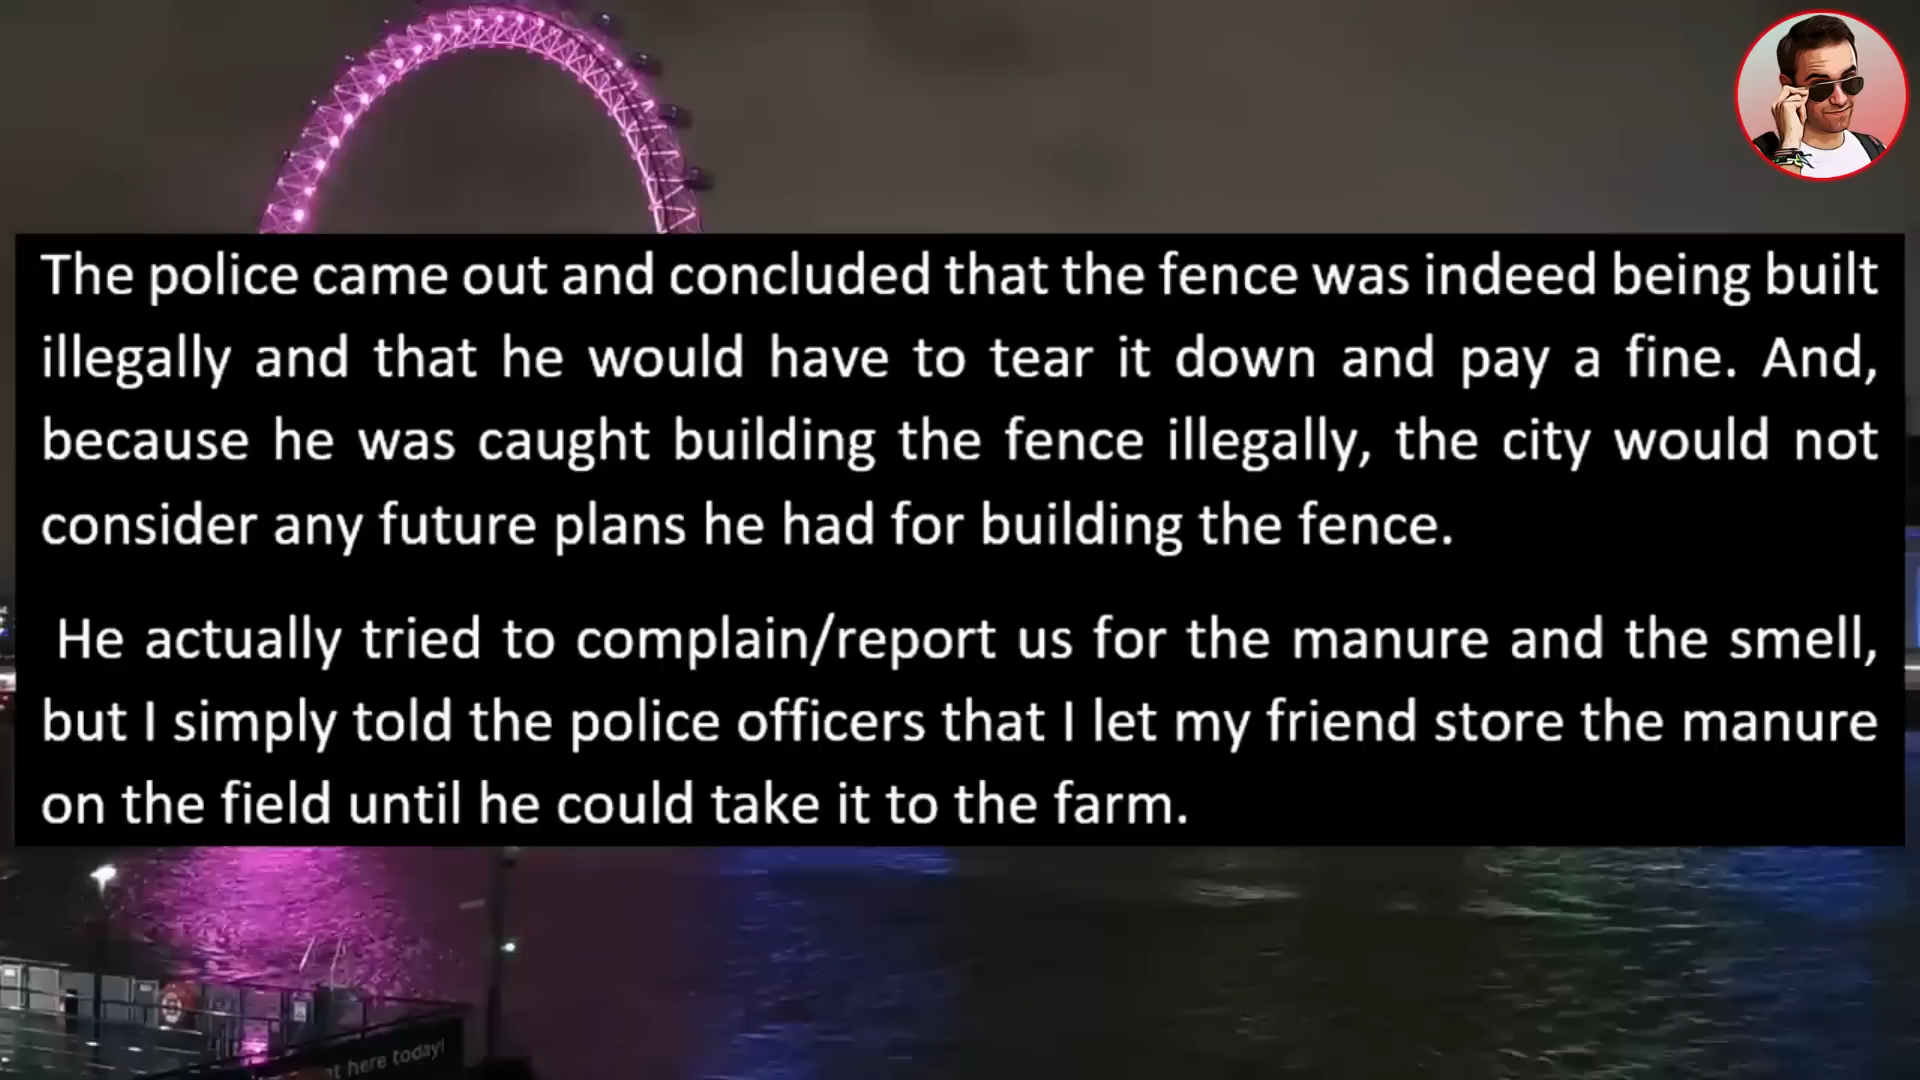 The police came out and concluded that the fence was indeed being built
illegally and that he would have to tear it down and pay a fine. And,
because he was caught building the fence illegally, the city would not
consider any future plans he had for building the fence.
He actually tried to complain/report us for the manure and the smell,
but I simply told the police officers that I let my friend store the manure
on the field until he could take it to the farm.
here today!